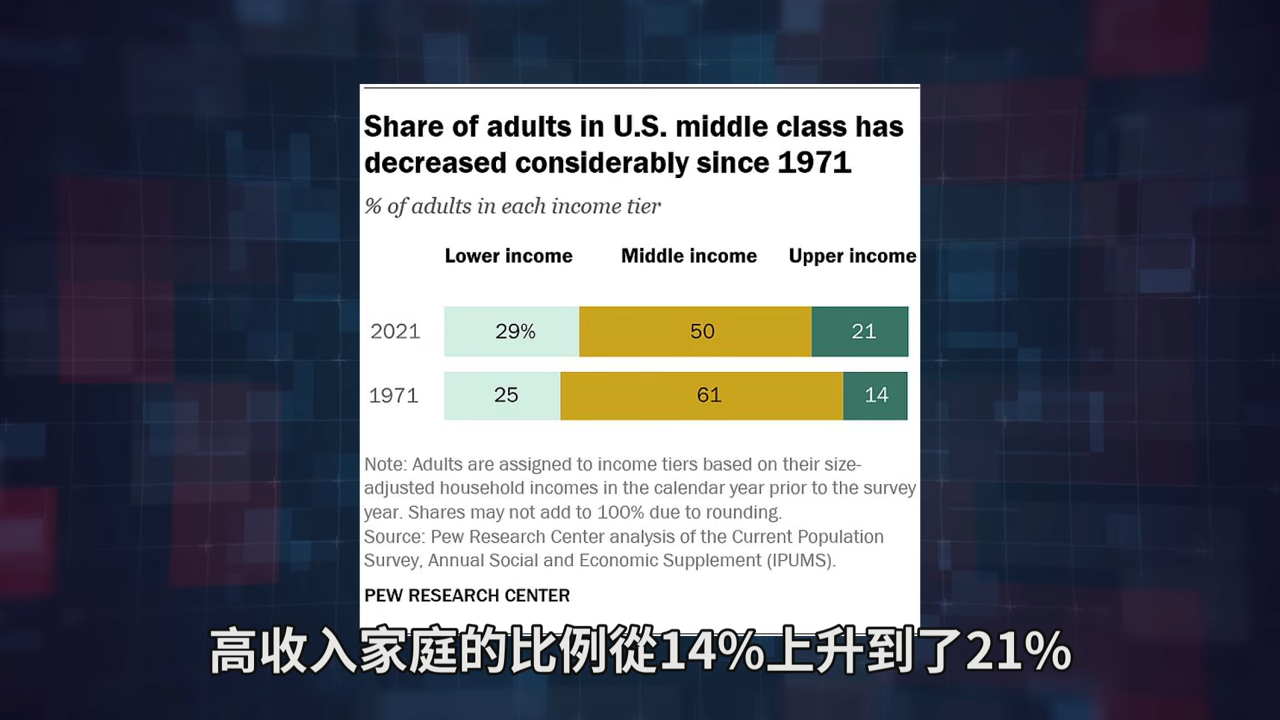 Share of adults in U.S. middle class has
decreased considerably since 1971
% of adults in each income tier
Lower income Middle income Upper income
2021 29% 50 21
1971 25 61 14
Note: Adults are assigned to income tiers based on their size-
adjusted household incomes in the calendar year prior to the survey
year. Shares may not add to 100% due to rounding.
Source: Pew Research Center analysis of the Current Population
Survey, Annual Social and Economic Supplement (IPUMS).
PEW RESEARCH CENTER
高收入家庭的比例從14%上升到了21%